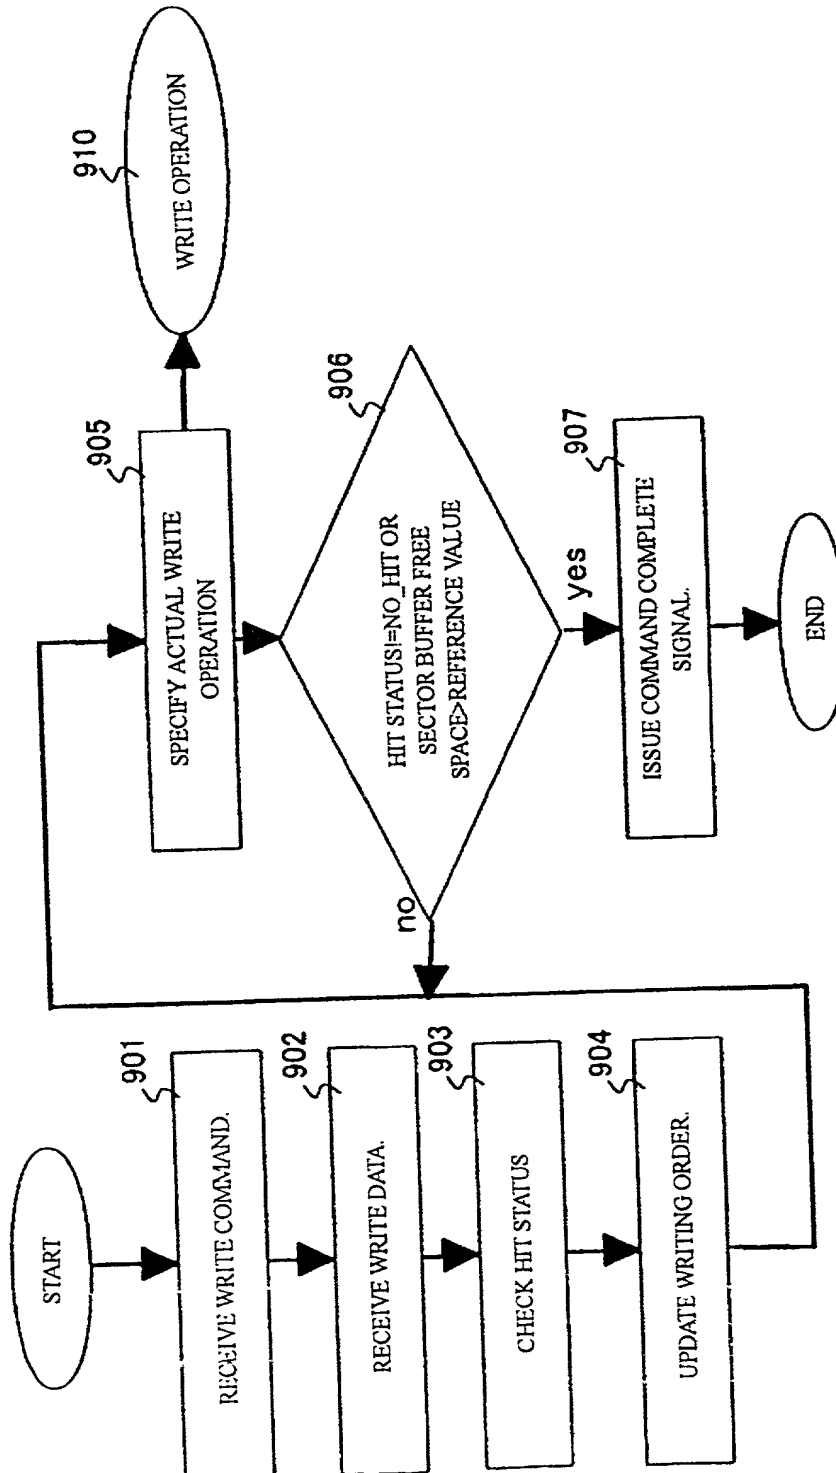 START
901
RECEIVE WRITE COMMAND.
902
RECEIVE WRITE DATA.
903
CHECK HIT STATUS
904
UPDATE WRITING ORDER.
905
SPECIFY ACTUAL WRITE
OPERATION
910
WRITE OPERATION
906
HIT STATUS!=NO_HIT OR
SECTOR BUFFER FREE
SPACE>REFERENCE VALUE
no
yes
907
ISSUE COMMAND COMPLETE
SIGNAL.
END